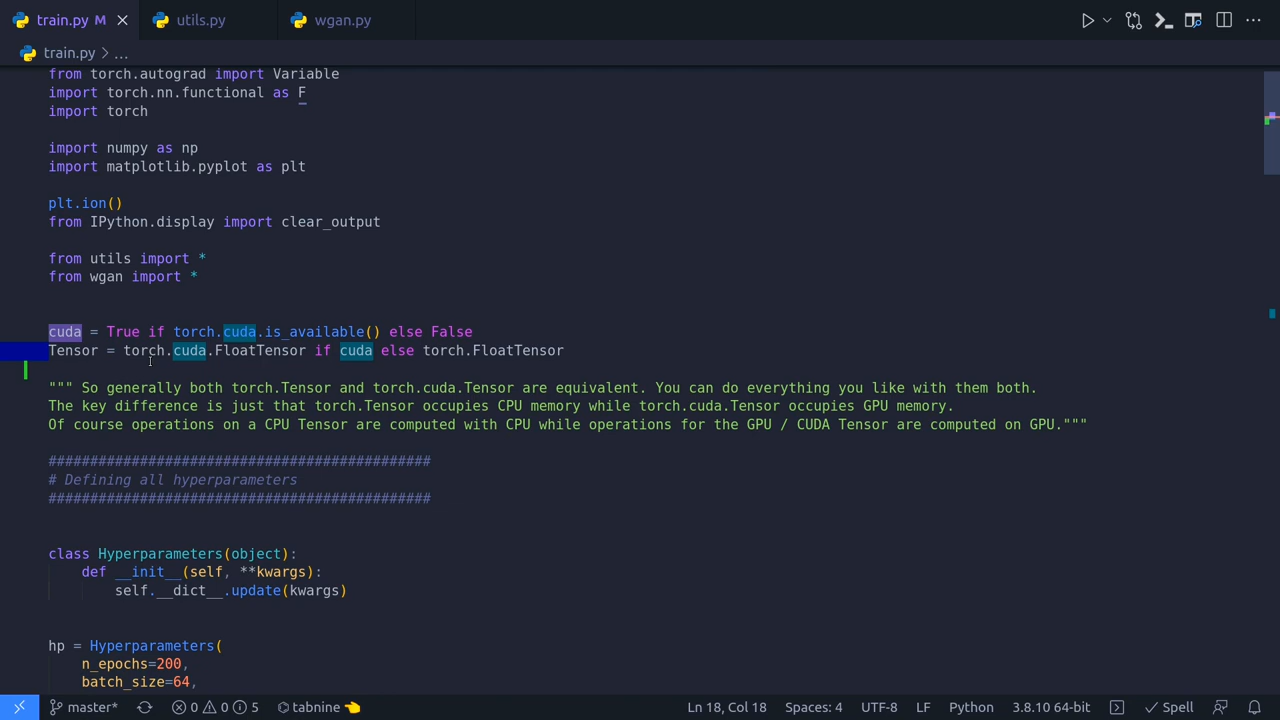 train.py M
utils.py
wgan.py
train.py > ...
from torch.autograd import Variable
import torch.nn.functional as F
import torch
import numpy as np
import matplotlib.pyplot as plt
plt.ion()
from IPython.display import clear_output
from utils import *
from wgan import *
cuda = True if torch.cuda.is_available() else False
Tensor = torch.cuda.FloatTensor if cuda else torch.FloatTensor
""" So generally both torch.Tensor and torch.cuda.Tensor are equivalent. You can do everything you like with them both.
The key difference is just that torch.Tensor occupies CPU memory while torch.cuda.Tensor occupies GPU memory.
Of course operations on a CPU Tensor are computed with CPU while operations for the GPU / CUDA Tensor are computed on GPU."""
##############################################
# Defining all hyperparameters
##############################################
class Hyperparameters(object):
    def __init__(self, **kwargs):
        self.__dict__.update(kwargs)
hp = Hyperparameters(
    n_epochs=200,
    batch_size=64,
master* 0 0 5 tabnine Ln 18, Col 18 Spaces: 4 UTF-8 LF Python 3.8.10 64-bit Spell